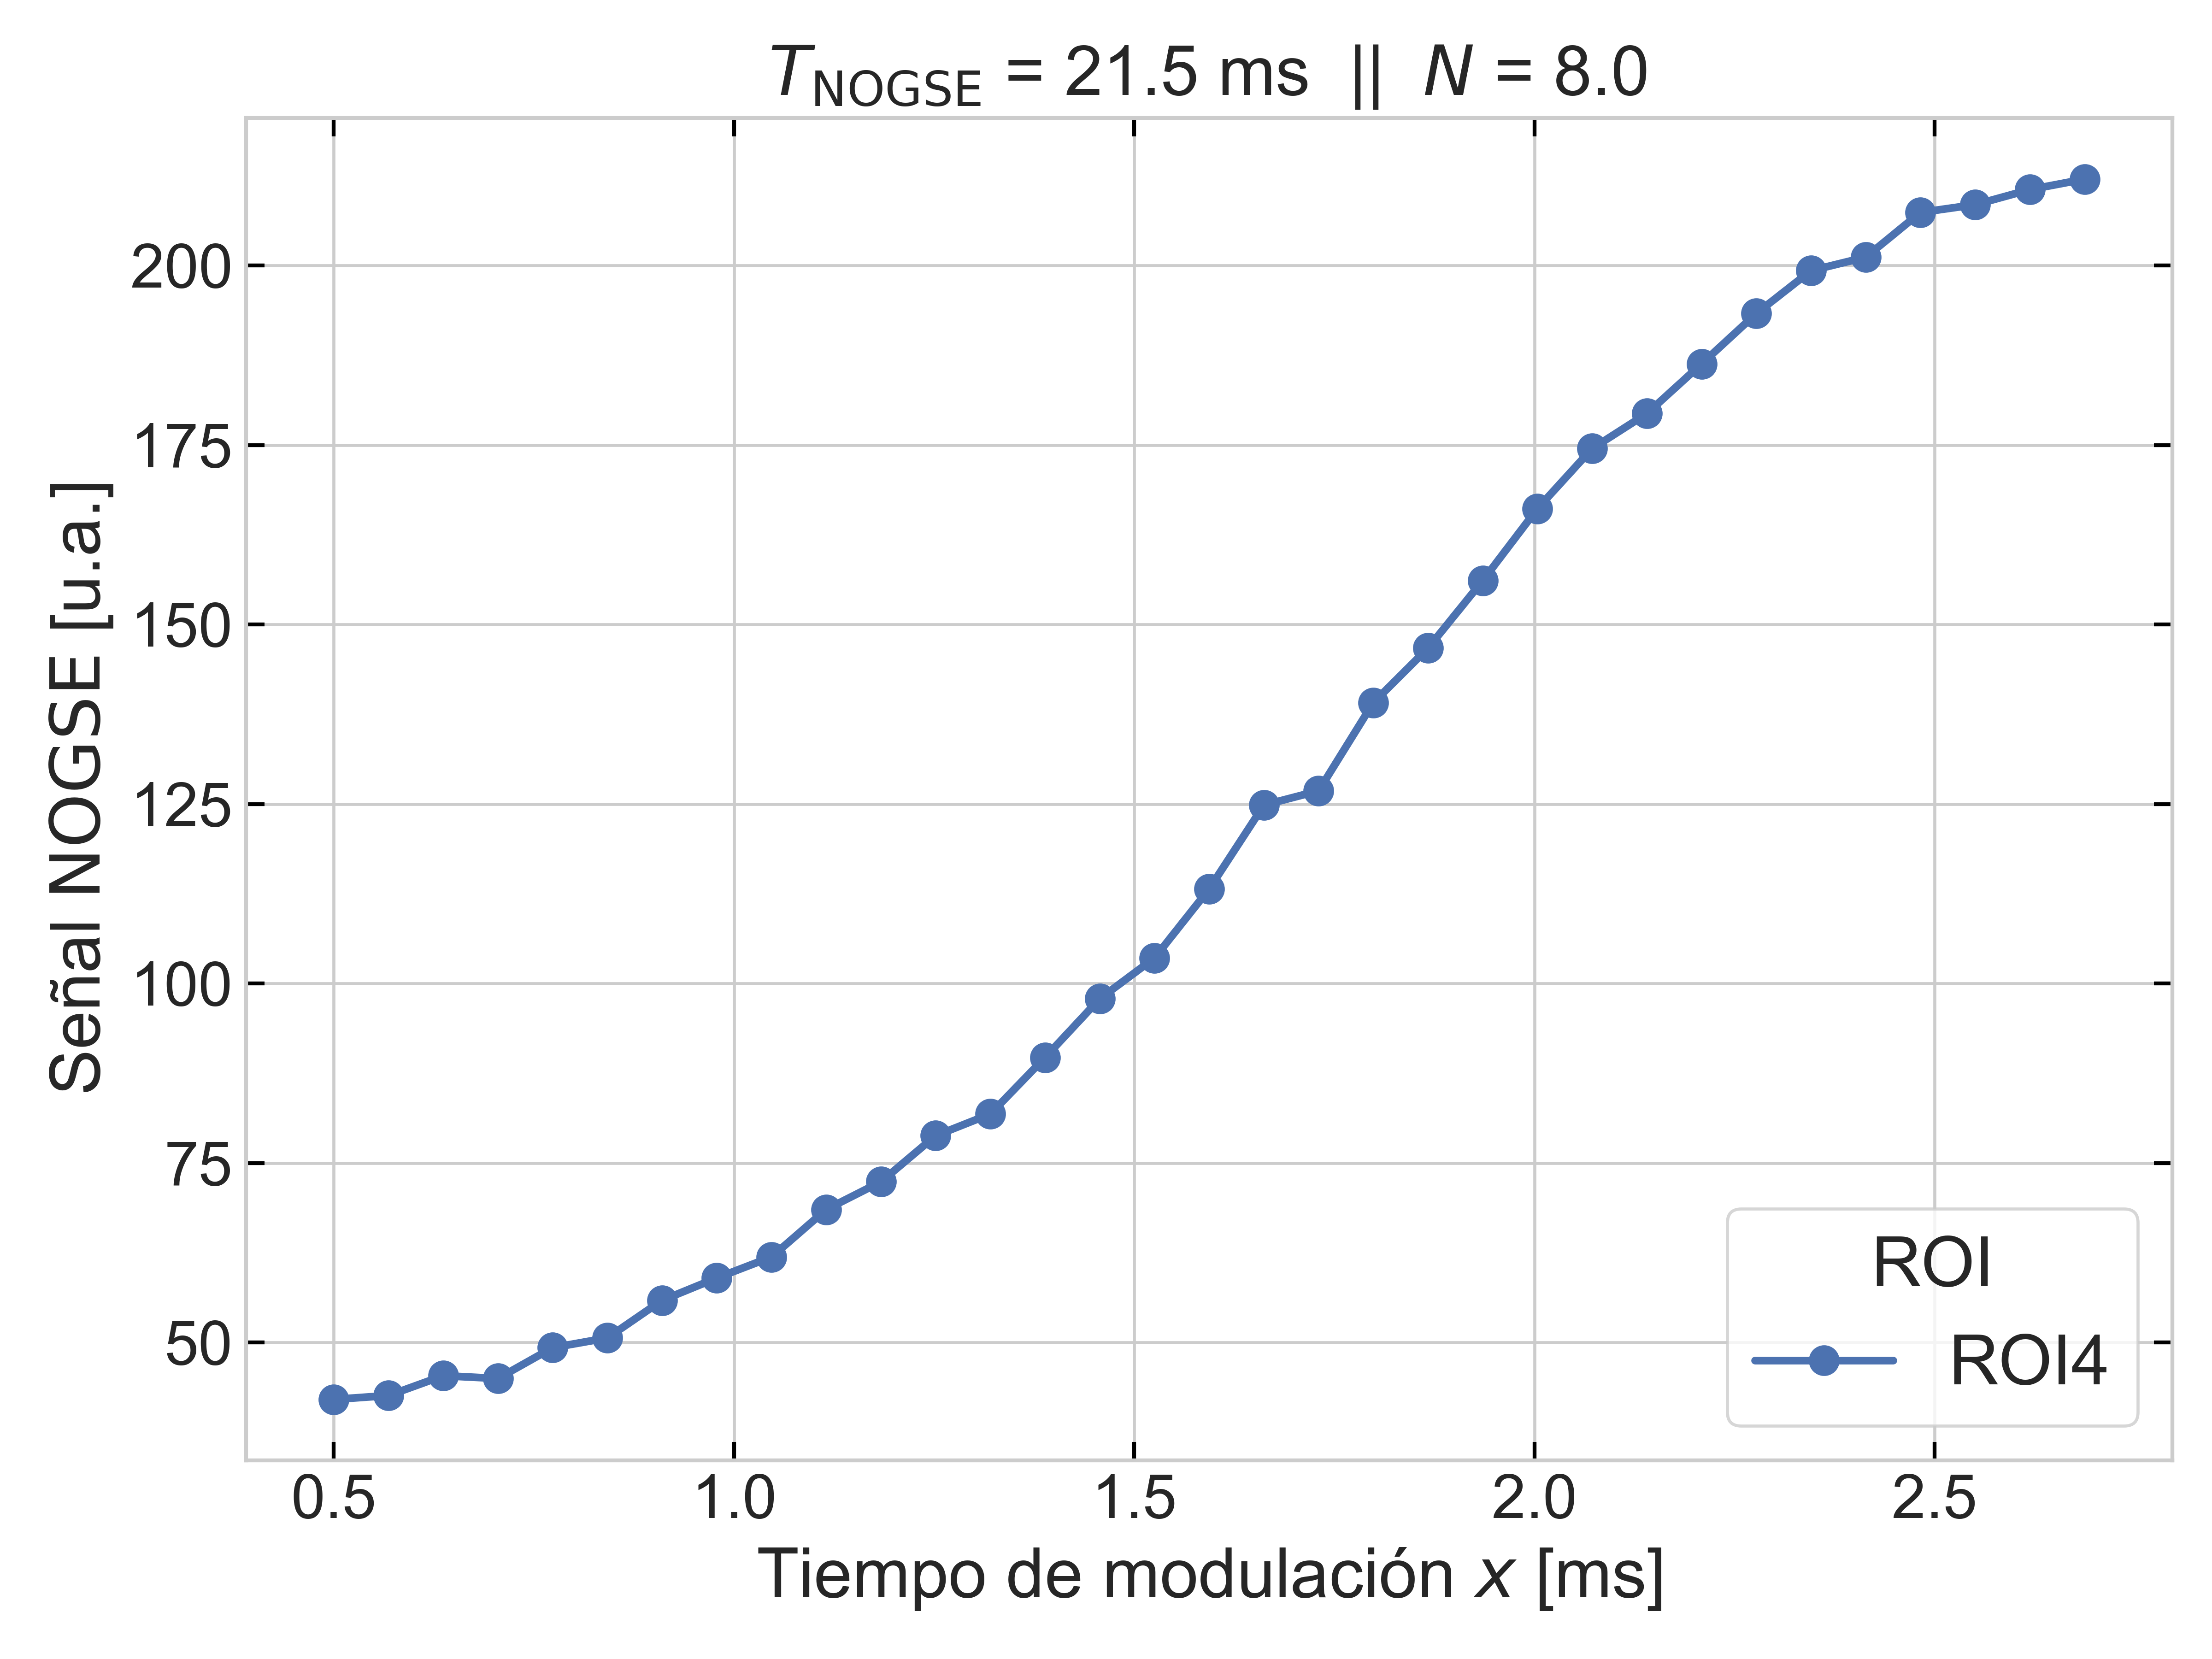 T_NOGSE = 21.5 ms || N = 8.0
Señal NOGSE [u.a.]
200
175
150
125
100
75
50
ROI
ROI4
0.5 1.0 1.5 2.0 2.5
Tiempo de modulación x [ms]